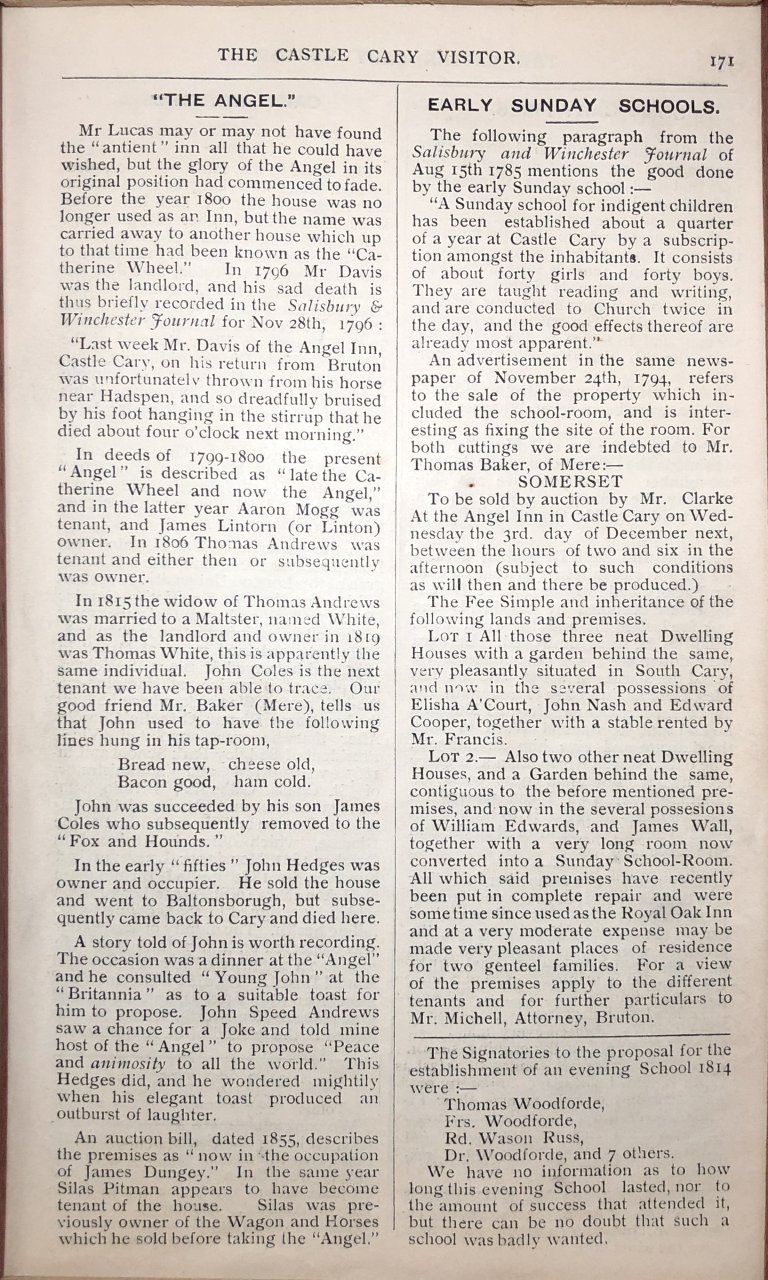 THE CASTLE CARY VISITOR.
171
"THE ANGEL."
Mr Lucas may or may not have found
the "antient" inn all that he could have
wished, but the glory of the Angel in its
original position had commenced to fade.
Before the year 1800 the house was no
longer used as an Inn, but the name was
carried away to another house which up
to that time had been known as the "Ca-
therine Wheel." In 1796 Mr Davis
was the landlord, and his sad death is
thus briefly recorded in the Salisbury &
Winchester Journal for Nov 28th, 1796 :
"Last week Mr. Davis of the Angel Inn,
Castle Cary, on his return from Bruton
was unfortunately thrown from his horse
near Hadspen, and so dreadfully bruised
by his foot hanging in the stirrup that he
died about four o'clock next morning."
In deeds of 1799-1800 the present
"Angel" is described as "late the Ca-
therine Wheel and now the Angel,"
and in the latter year Aaron Mogg was
tenant, and James Lintorn (or Linton)
owner. In 1806 Thomas Andrews was
tenant and either then or subsequently
was owner.
In 1815 the widow of Thomas Andrews
was married to a Maltster, named White,
and as the landlord and owner in 1819
was Thomas White, this is apparently the
same individual. John Coles is the next
tenant we have been able to trace. Our
good friend Mr. Baker (Mere), tells us
that John used to have the following
lines hung in his tap-room,
Bread new, cheese old,
Bacon good, ham cold.
John was succeeded by his son James
Coles who subsequently removed to the
"Fox and Hounds."
In the early "fifties" John Hedges was
owner and occupier. He sold the house
and went to Baltonsborugh, but subse-
quently came back to Cary and died here.
A story told of John is worth recording.
The occasion was a dinner at the "Angel"
and he consulted "Young John" at the
"Britannia" as to a suitable toast for
him to propose. John Speed Andrews
saw a chance for a Joke and told mine
host of the "Angel" to propose "Peace
and animosity to all the world." This
Hedges did, and he wondered mightily
when his elegant toast produced an
outburst of laughter.
An auction bill, dated 1855, describes
the premises as "now in the occupation
of James Dungey." In the same year
Silas Pitman appears to have become
tenant of the house. Silas was pre-
viously owner of the Wagon and Horses
which he sold before taking the "Angel."
EARLY SUNDAY SCHOOLS.
The following paragraph from the
Salisbury and Winchester Journal of
Aug 15th 1785 mentions the good done
by the early Sunday school :—
"A Sunday school for indigent children
has been established about a quarter
of a year at Castle Cary by a subscrip-
tion amongst the inhabitants. It consists
of about forty girls and forty boys.
They are taught reading and writing,
and are conducted to Church twice in
the day, and the good effects thereof are
already most apparent."
An advertisement in the same news-
paper of November 24th, 1794, refers
to the sale of the property which in-
cluded the school-room, and is inter-
esting as fixing the site of the room. For
both cuttings we are indebted to Mr.
Thomas Baker, of Mere:—
SOMERSET
To be sold by auction by Mr. Clarke
At the Angel Inn in Castle Cary on Wed-
nesday the 3rd. day of December next,
between the hours of two and six in the
afternoon (subject to such conditions
as will then and there be produced.)
The Fee Simple and inheritance of the
following lands and premises.
LOT 1 All those three neat Dwelling
Houses with a garden behind the same,
very pleasantly situated in South Cary,
and now in the several possessions of
Elisha A'Court, John Nash and Edward
Cooper, together with a stable rented by
Mr. Francis.
LOT 2.— Also two other neat Dwelling
Houses, and a Garden behind the same,
contiguous to the before mentioned pre-
mises, and now in the several possesions
of William Edwards, and James Wall,
together with a very long room now
converted into a Sunday School-Room.
All which said premises have recently
been put in complete repair and were
some time since used as the Royal Oak Inn
and at a very moderate expense may be
made very pleasant places of residence
for two genteel families. For a view
of the premises apply to the different
tenants and for further particulars to
Mr. Michell, Attorney, Bruton.
The Signatories to the proposal for the
establishment of an evening School 1814
were :—
Thomas Woodforde,
Frs. Woodforde,
Rd. Wason Russ,
Dr. Woodforde, and 7 others.
We have no information as to how
long this evening School lasted, nor to
the amount of success that attended it,
but there can be no doubt that such a
school was badly wanted.